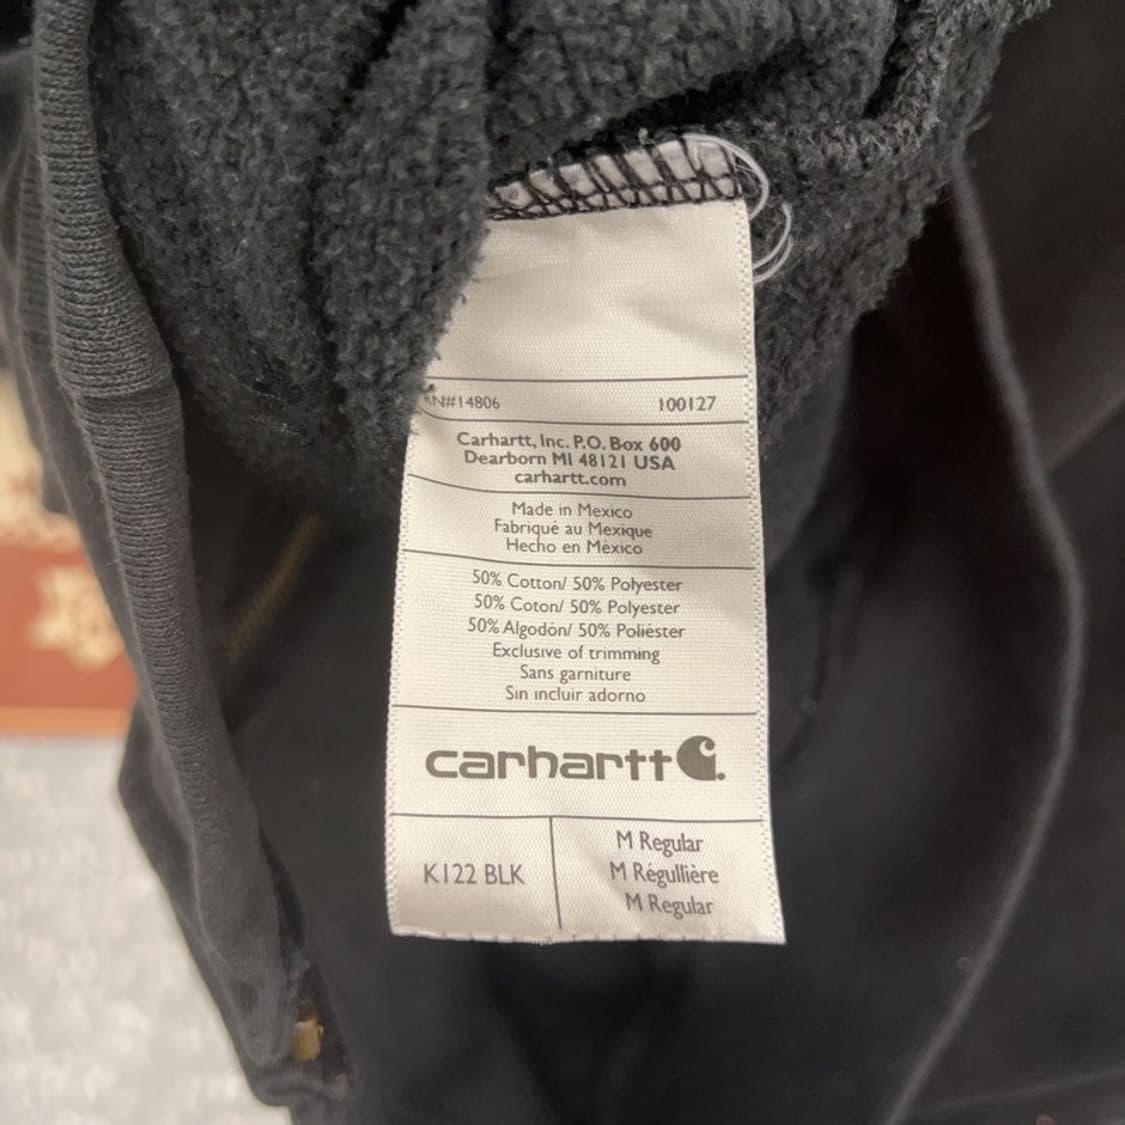 RN#14806 100127
Carhartt, Inc. P.O. Box 600
Dearborn MI 48121 USA
carhartt.com
Made in Mexico
Fabriqué au Mexique
Hecho en México
50% Cotton/ 50% Polyester
50% Coton/ 50% Polyester
50% Algodón/ 50% Poliéster
Exclusive of trimming
Sans garniture
Sin incluir adorno
carhartt
K122 BLK
M Regular
M Régullière
M Regular